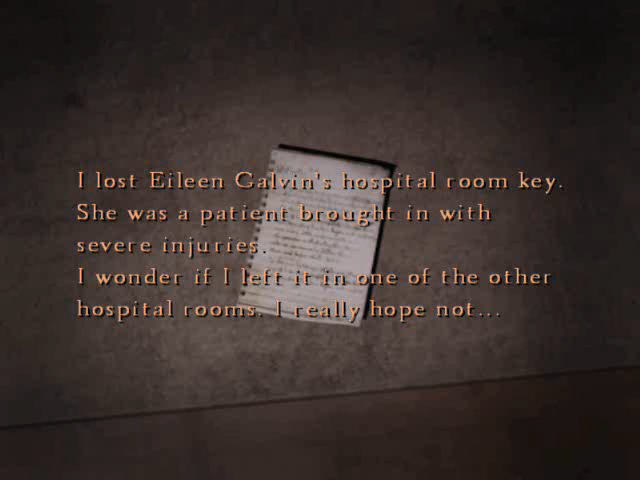 I lost Eileen Galvin's hospital room key.
She was a patient brought in with
severe injuries.
I wonder if I left it in one of the other
hospital rooms. I really hope not...